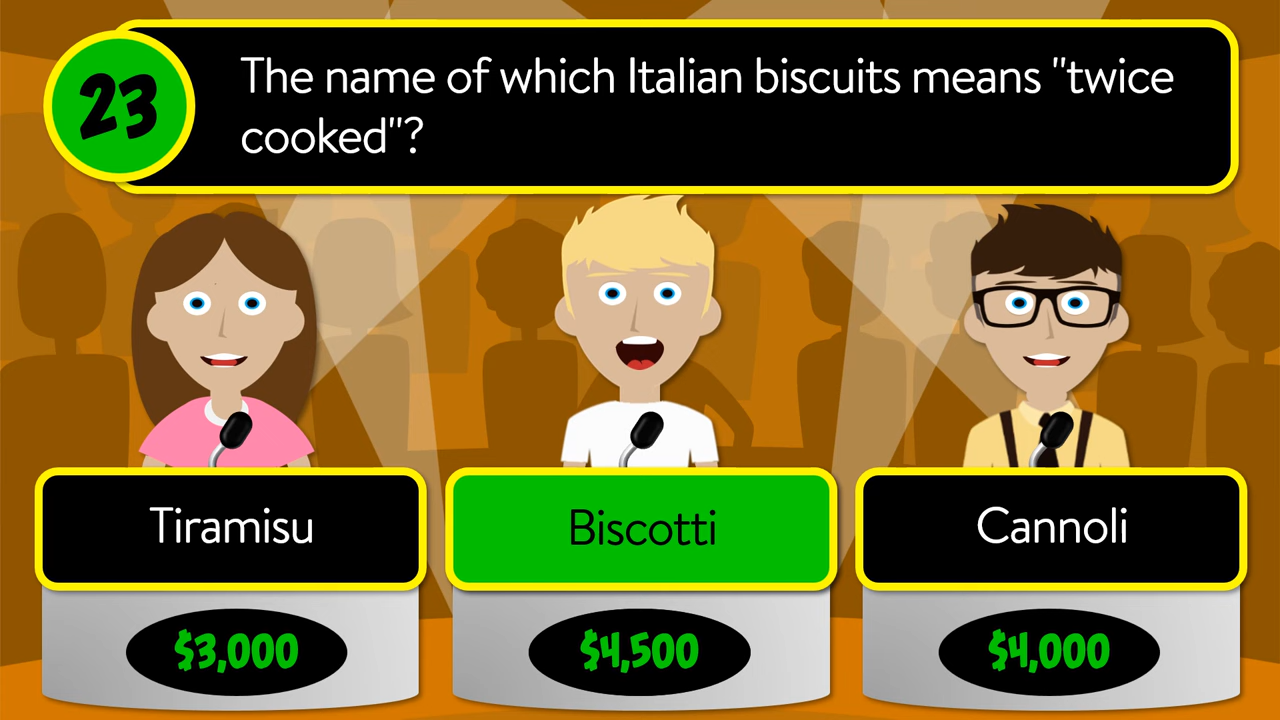 23
The name of which Italian biscuits means "twice
cooked"?
Tiramisu
Biscotti
Cannoli
$3,000
$4,500
$4,000